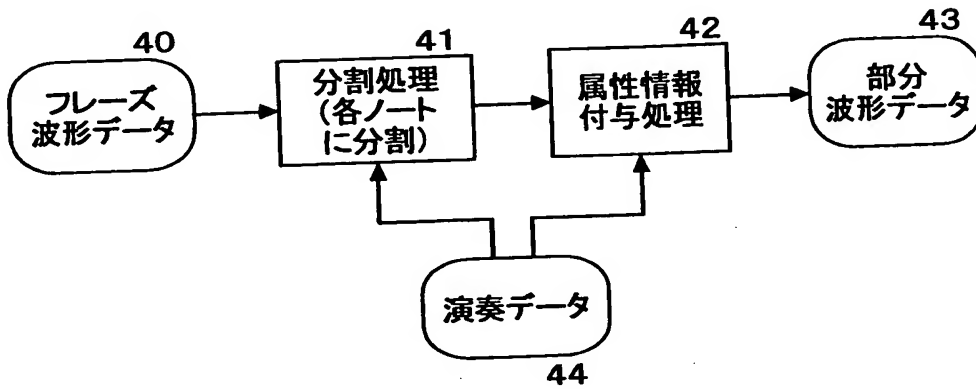 40
フレーズ
波形データ
41
分割処理
(各ノート
に分割)
42
属性情報
付与処理
43
部分
波形データ
演奏データ
44